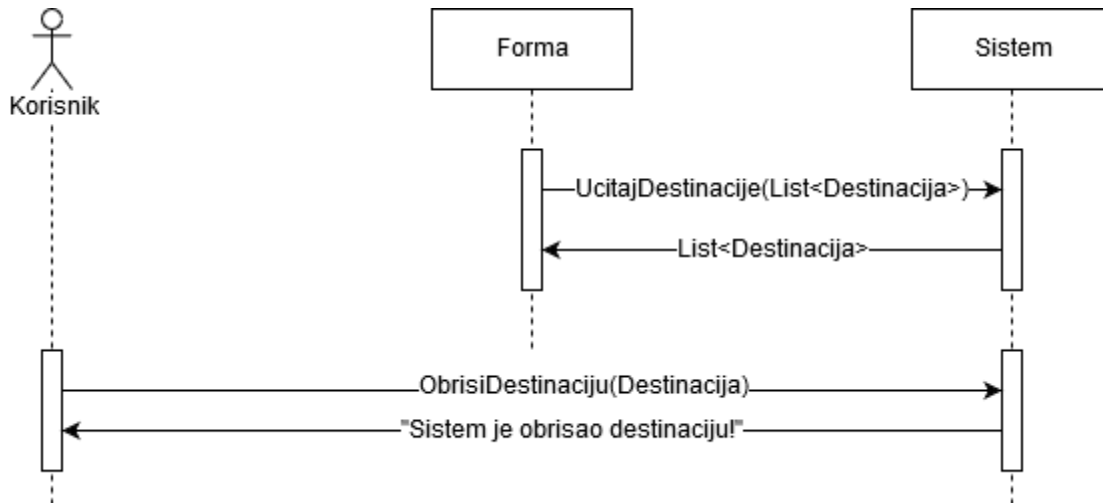 Korisnik
Forma
Sistem
UcitajDestinacije(List<Destinacija>)
List<Destinacija>
ObrisiDestinaciju(Destinacija)
"Sistem je obrisao destinaciju!"